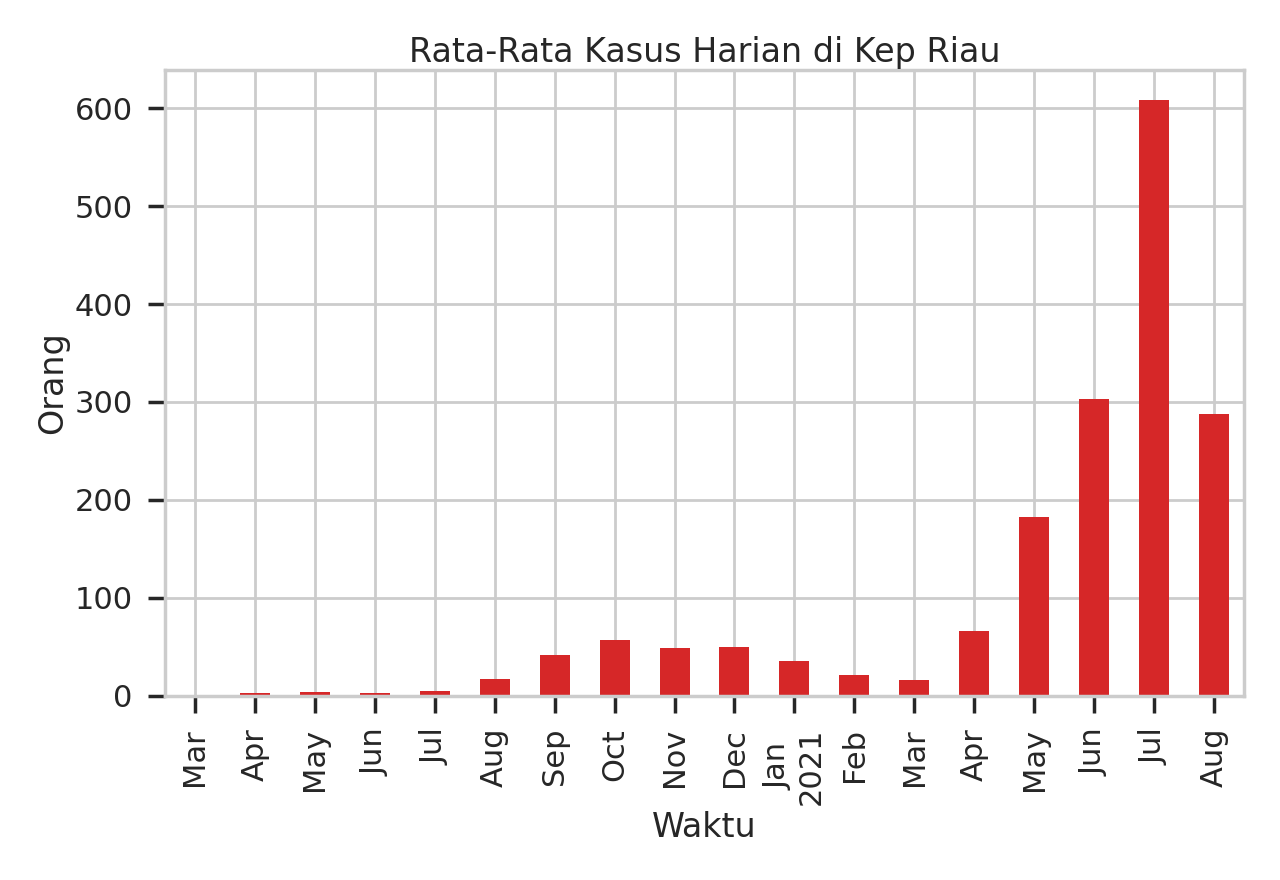 Rata-Rata Kasus Harian di Kep Riau
600
500
400
300
200
100
0
Orang
Mar
Apr
May
Jun
Jul
Aug
Sep
Oct
Nov
Dec
Jan
2021
Feb
Mar
Apr
May
Jun
Jul
Aug
Waktu